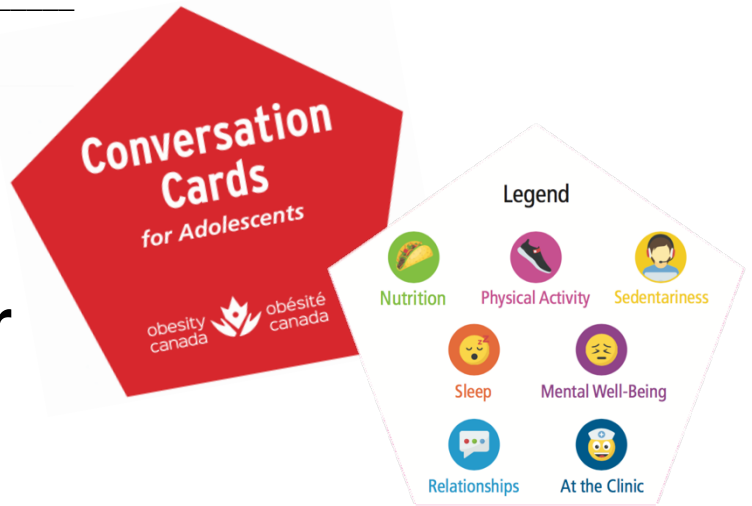 Conversation
Cards
for Adolescents
obesity
canada
obésité
canada
Legend
Nutrition
Physical Activity
Sedentariness
Sleep
Mental Well-Being
Relationships
At the Clinic
r